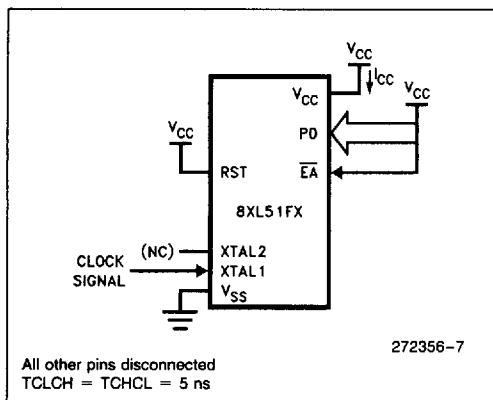 VCC
ICC
VCC
VCC
P0
VCC
RST
EA
8XL51FX
(NC)
XTAL2
CLOCK
SIGNAL
XTAL1
VSS
272356-7
All other pins disconnected
TCLCH = TCHCL = 5 ns